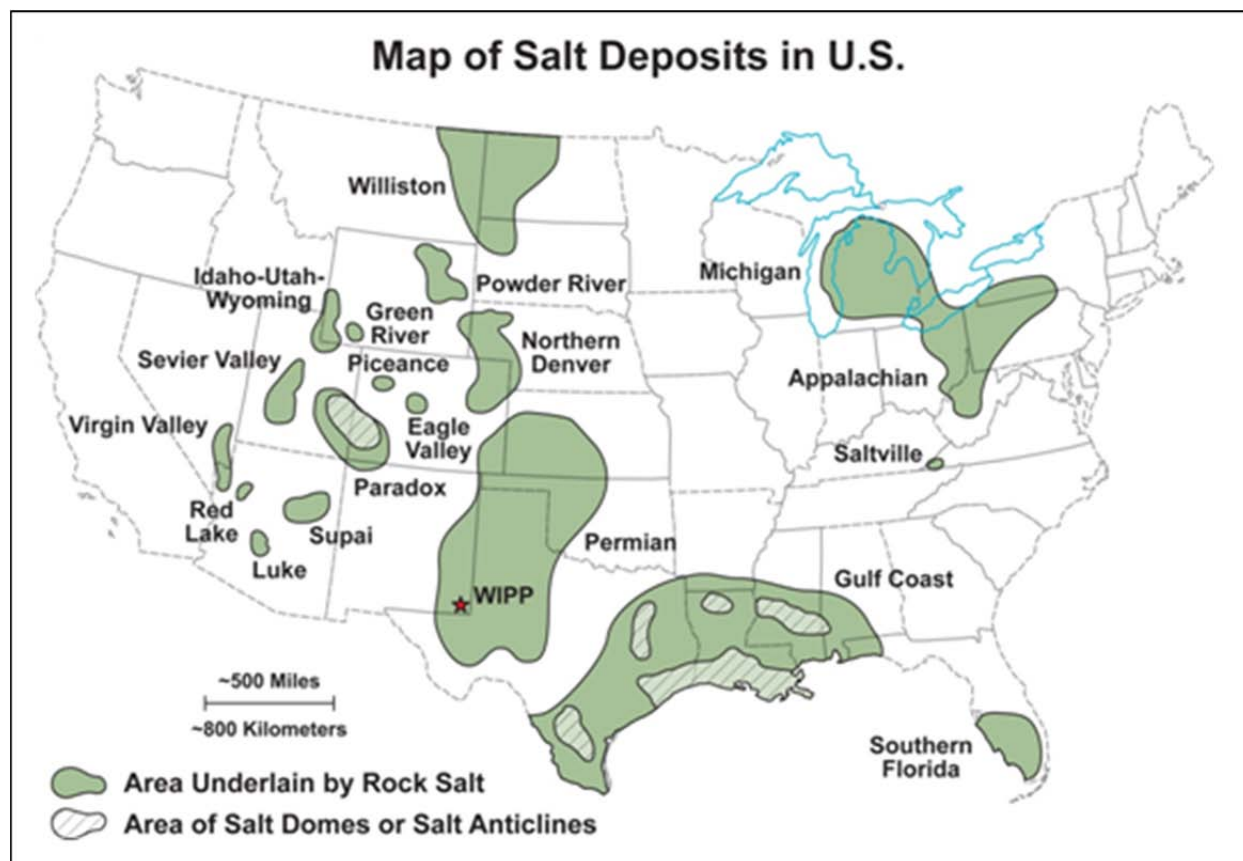 Map of Salt Deposits in U.S.
Williston
Idaho-Utah-
Wyoming
Powder River
Michigan
Green
River
Northern
Denver
Sevier Valley
Piceance
Appalachian
Virgin Valley
Eagle
Valley
Saltville
Paradox
Red
Lake
Supai
Permian
Luke
Gulf Coast
WIPP
~500 Miles
~800 Kilometers
Southern
Florida
Area Underlain by Rock Salt
Area of Salt Domes or Salt Anticlines